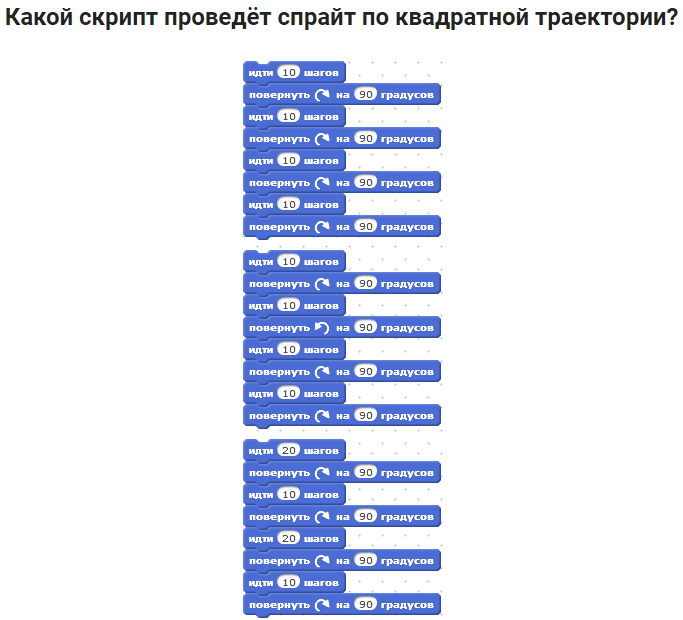 Какой скрипт проведёт спрайт по квадратной траектории?
идти 10 шагов
повернуть на 90 градусов
идти 10 шагов
повернуть на 90 градусов
идти 10 шагов
повернуть на 90 градусов
идти 10 шагов
повернуть на 90 градусов
идти 10 шагов
повернуть на 90 градусов
идти 10 шагов
повернуть на 90 градусов
идти 10 шагов
повернуть на 90 градусов
идти 10 шагов
повернуть на 90 градусов
идти 20 шагов
повернуть на 90 градусов
идти 10 шагов
повернуть на 90 градусов
идти 20 шагов
повернуть на 90 градусов
идти 10 шагов
повернуть на 90 градусов